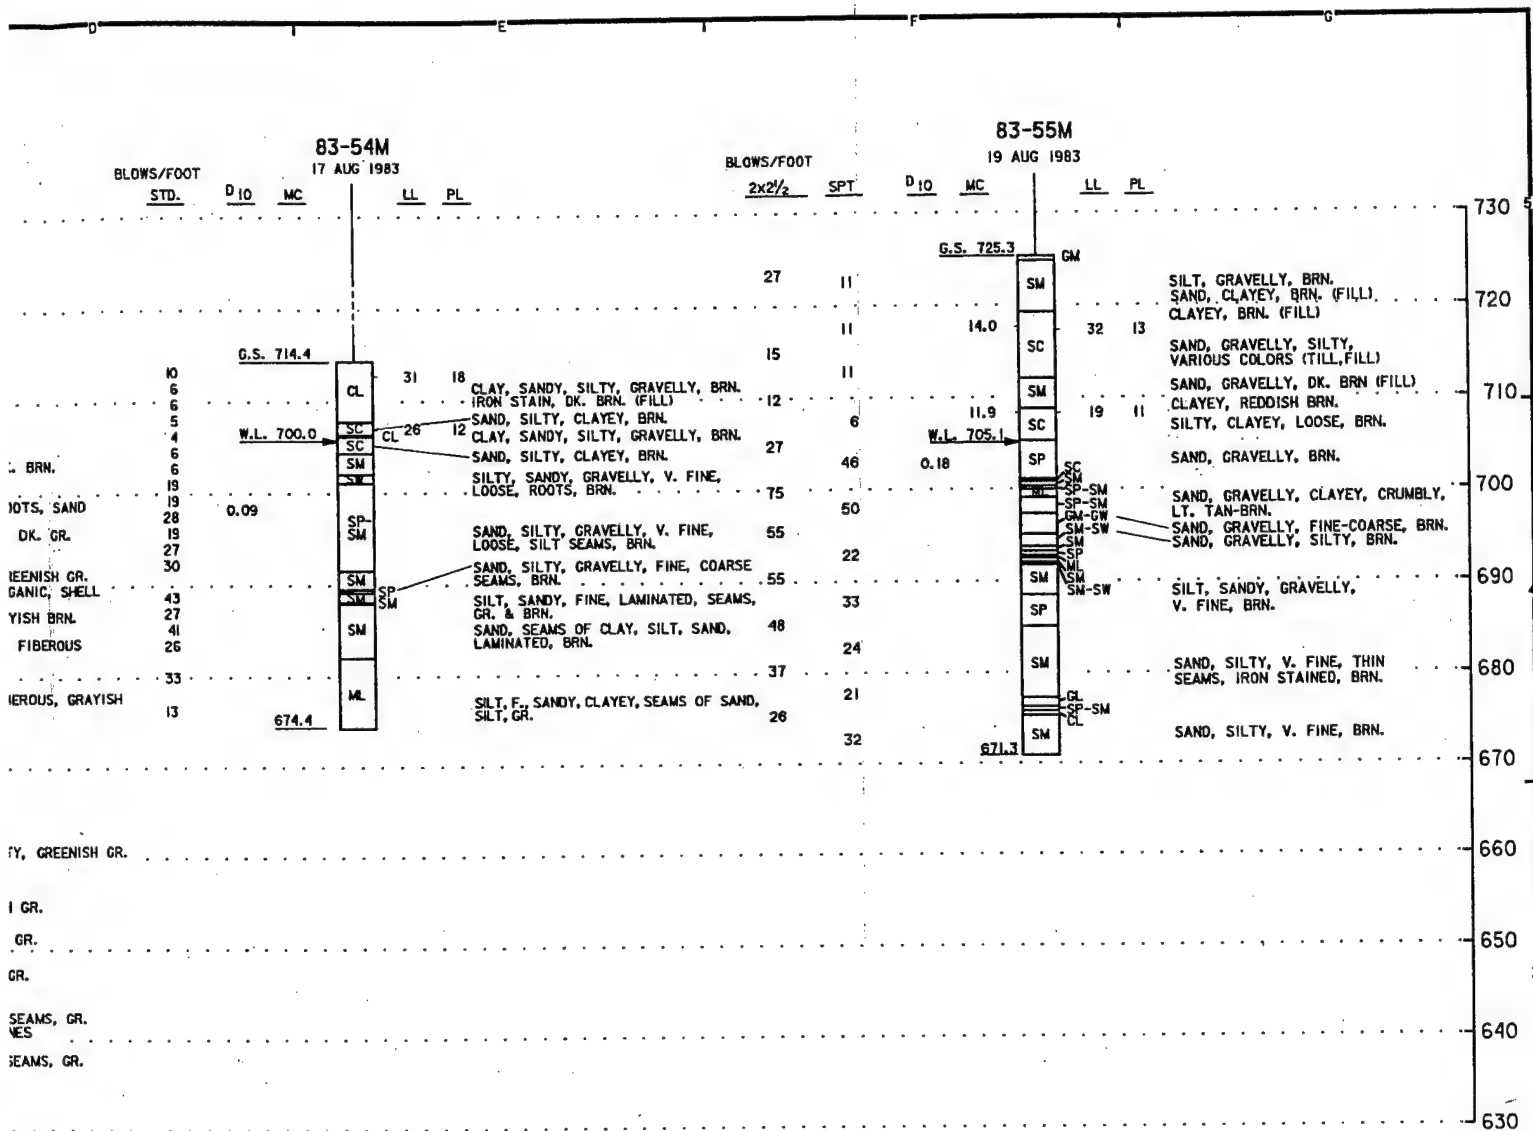 D E F G
83-54M
17 AUG 1983
BLOWS/FOOT
STD. D10 MC LL PL
G.S. 714.4
W.L. 700.0
674.4
10
6
6
5
4
6
6
19
19
28
19
27
30
43
27
41
26
33
13
0.09
31 18
26 12
CL
SC
CL
SC
SM
SW
SP-SM
SM
SP
SM
SM
SM
ML
CLAY, SANDY, SILTY, GRAVELLY, BRN.
IRON STAIN, DK. BRN. (FILL)
SAND, SILTY, CLAYEY, BRN.
CLAY, SANDY, SILTY, GRAVELLY, BRN.
SAND, SILTY, CLAYEY, BRN.
SILTY, SANDY, GRAVELLY, V. FINE,
LOOSE, ROOTS, BRN.
SAND, SILTY, GRAVELLY, V. FINE,
LOOSE, SILT SEAMS, BRN.
SAND, SILTY, GRAVELLY, FINE, COARSE
SEAMS, BRN.
SILT, SANDY, FINE, LAMINATED, SEAMS,
GR. & BRN.
SAND, SEAMS OF CLAY, SILT, SAND,
LAMINATED, BRN.
SILT, F., SANDY, CLAYEY, SEAMS OF SAND,
SILT, GR.
. BRN.
OTS, SAND
DK. GR.
EENISH GR.
GANIC, SHELL
YISH BRN.
FIBEROUS
EROUS, GRAYISH
Y, GREENISH GR.
GR.
GR.
GR.
SEAMS, GR.
ES
SEAMS, GR.
83-55M
19 AUG 1983
BLOWS/FOOT
2x2½ SPT D10 MC LL PL
G.S. 725.3
W.L. 705.1
671.3
27
15
12
27
75
55
55
48
37
26
11
11
11
6
46
50
22
33
24
21
32
0.18
14.0 32 13
11.9 19 11
GM
SM
SC
SM
SC
SP
SC
SM
ML
SP-SM
SP-SM
GM-GW
SM-SW
SM
SP
ML
SM
SM-SW
SM
SP
SM
CL
SP-SM
CL
SM
SILT, GRAVELLY, BRN.
SAND, CLAYEY, BRN. (FILL)
CLAYEY, BRN. (FILL)
SAND, GRAVELLY, SILTY,
VARIOUS COLORS (TILL,FILL)
SAND, GRAVELLY, DK. BRN (FILL)
CLAYEY, REDDISH BRN.
SILTY, CLAYEY, LOOSE, BRN.
SAND, GRAVELLY, BRN.
SAND, GRAVELLY, CLAYEY, CRUMBLY,
LT. TAN-BRN.
SAND, GRAVELLY, FINE-COARSE, BRN.
SAND, GRAVELLY, SILTY, BRN.
SILT, SANDY, GRAVELLY,
V. FINE, BRN.
SAND, SILTY, V. FINE, THIN
SEAMS, IRON STAINED, BRN.
SAND, SILTY, V. FINE, BRN.
730
720
710
700
690
680
670
660
650
640
630
5
4